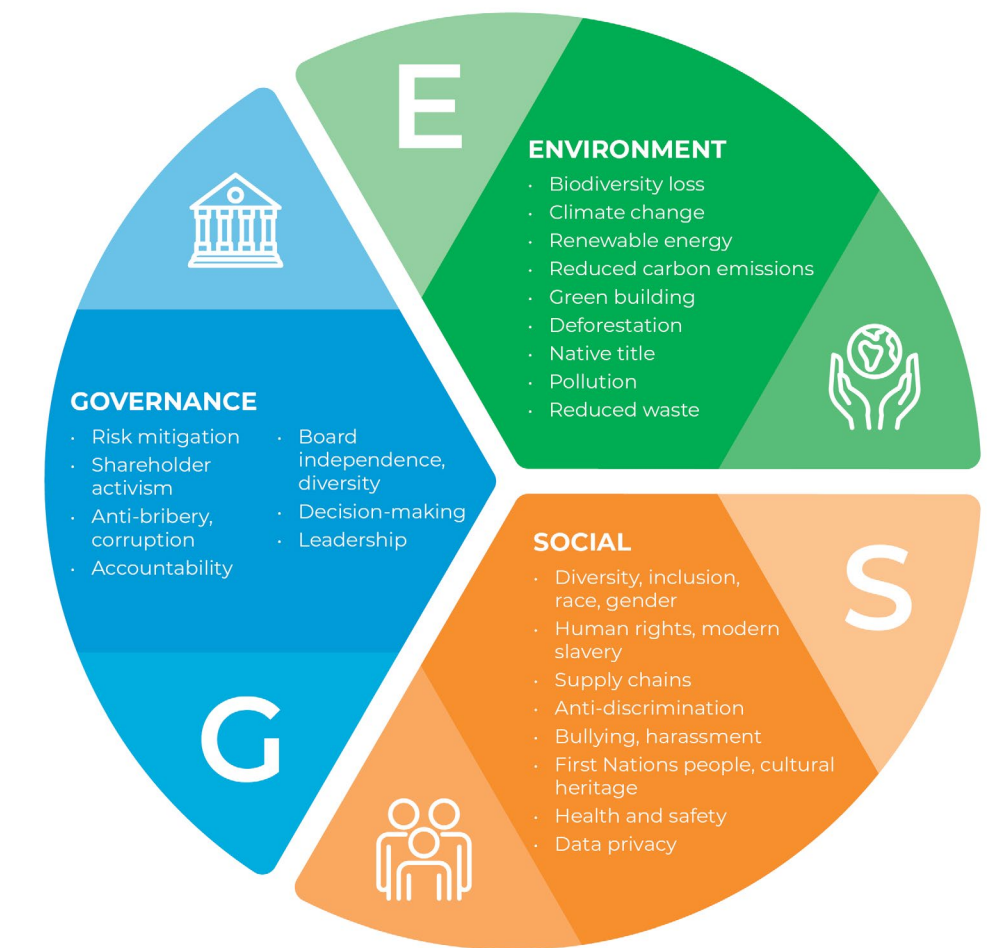 E
ENVIRONMENT
· Biodiversity loss
· Climate change
· Renewable energy
· Reduced carbon emissions
· Green building
· Deforestation
· Native title
· Pollution
· Reduced waste
GOVERNANCE
· Risk mitigation
· Shareholder
activism
· Anti-bribery,
corruption
· Accountability
· Board
independence,
diversity
· Decision-making
· Leadership
G
S
SOCIAL
· Diversity, inclusion,
race, gender
· Human rights, modern
slavery
· Supply chains
· Anti-discrimination
· Bullying, harassment
· First Nations people, cultural
heritage
· Health and safety
· Data privacy